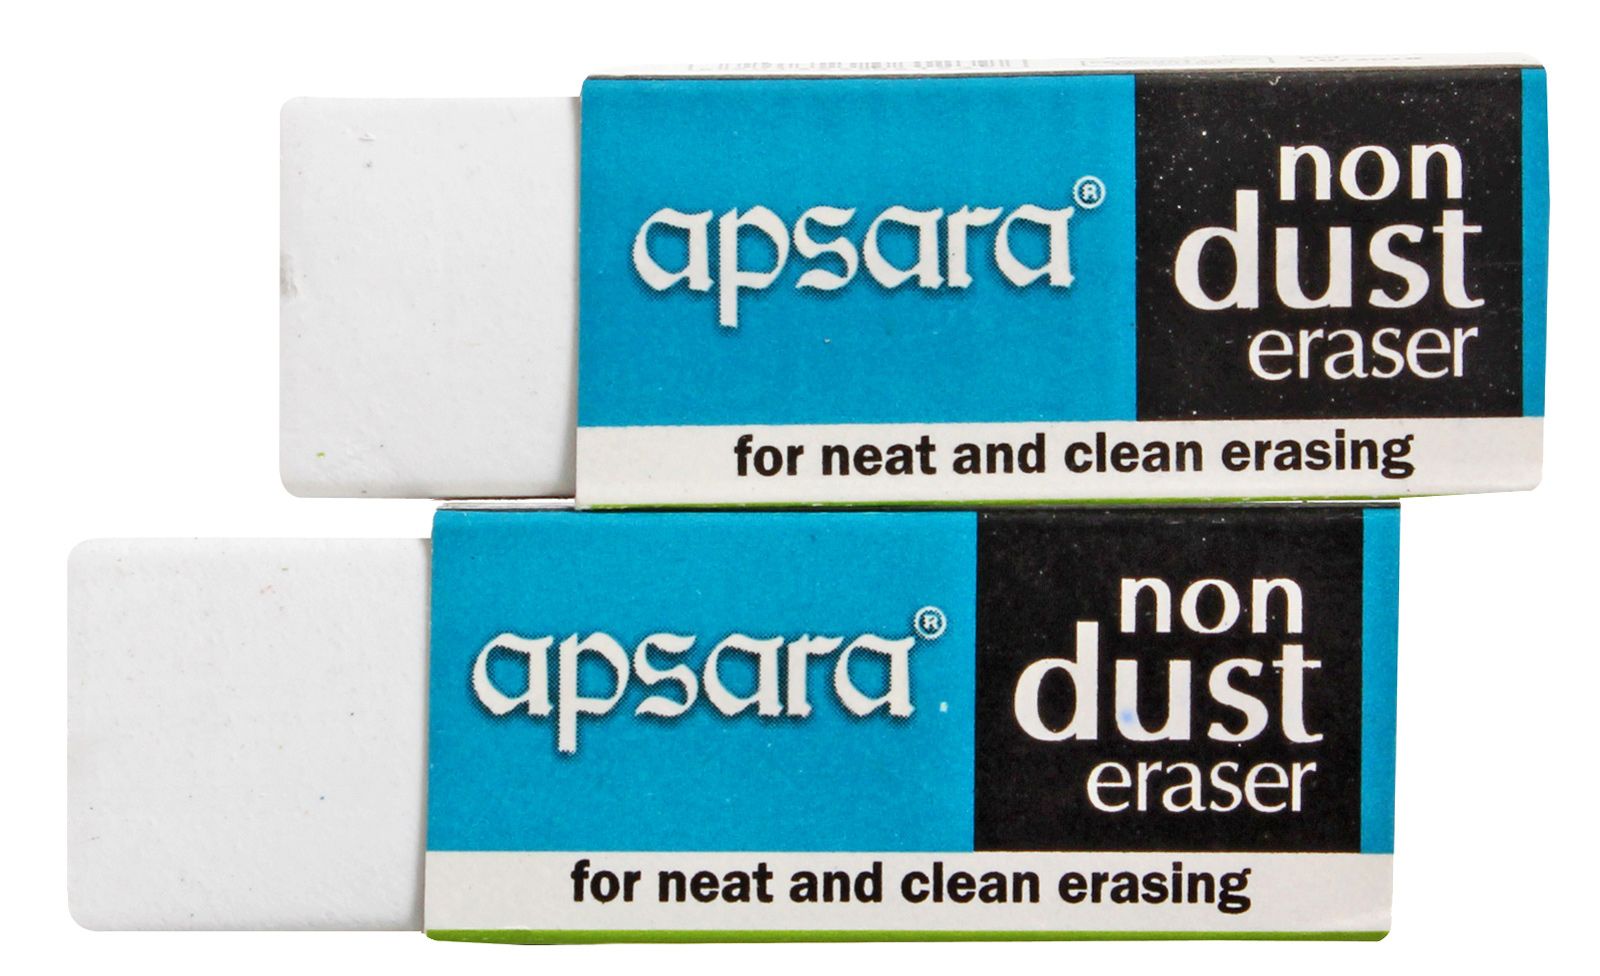 apsara®
non
dust
eraser
for neat and clean erasing
apsara®
non
dust
eraser
for neat and clean erasing